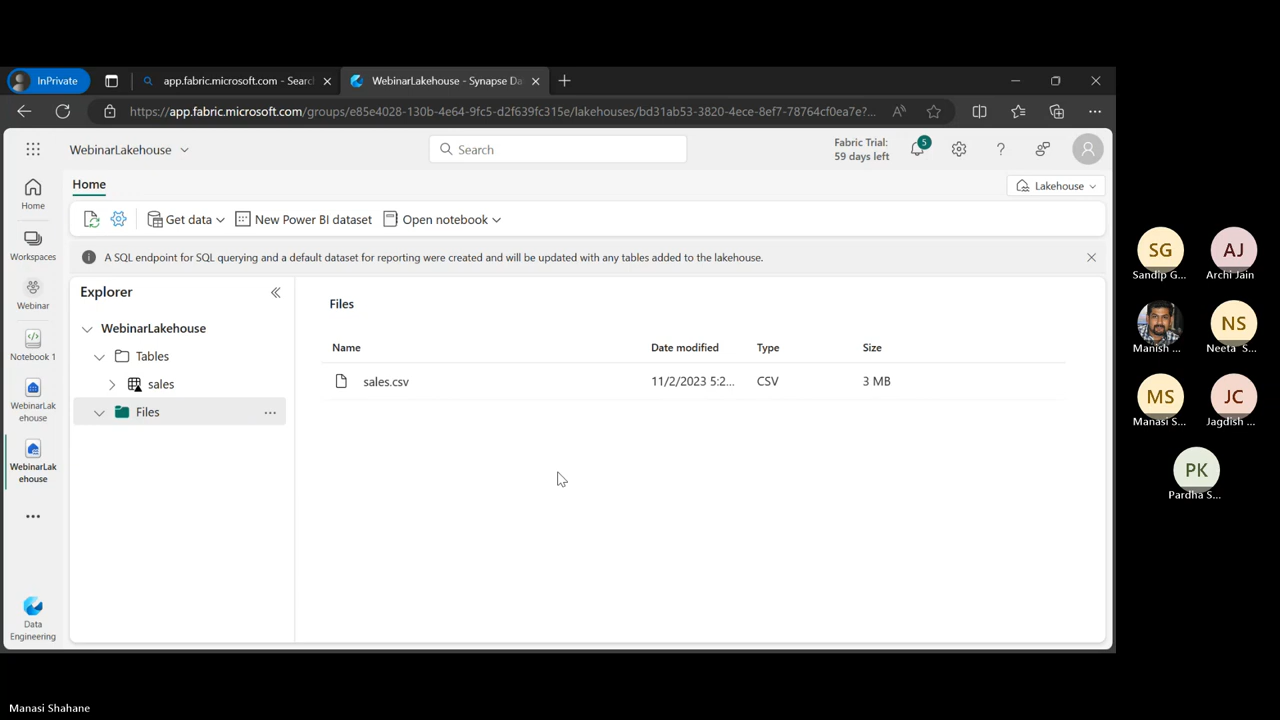 InPrivate
app.fabric.microsoft.com - Searc
WebinarLakehouse - Synapse Da
https://app.fabric.microsoft.com/groups/e85e4028-130b-4e64-9fc5-d2f639fc315e/lakehouses/bd31ab53-3820-4ece-8ef7-78764cf0ea7e?...
WebinarLakehouse
Search
Fabric Trial:
59 days left
5
Home
Lakehouse
Get data
New Power BI dataset
Open notebook
A SQL endpoint for SQL querying and a default dataset for reporting were created and will be updated with any tables added to the lakehouse.
Home
Workspaces
Webinar
Notebook 1
WebinarLak
ehouse
WebinarLak
ehouse
Data
Engineering
Explorer
WebinarLakehouse
Tables
sales
Files
Files
Name
Date modified
Type
Size
sales.csv
11/2/2023 5:2...
CSV
3 MB
SG
Sandip G...
AJ
Archi Jain
Manish ...
NS
Neeta S...
MS
Manasi S...
JC
Jagdish ...
PK
Pardha S...
Manasi Shahane